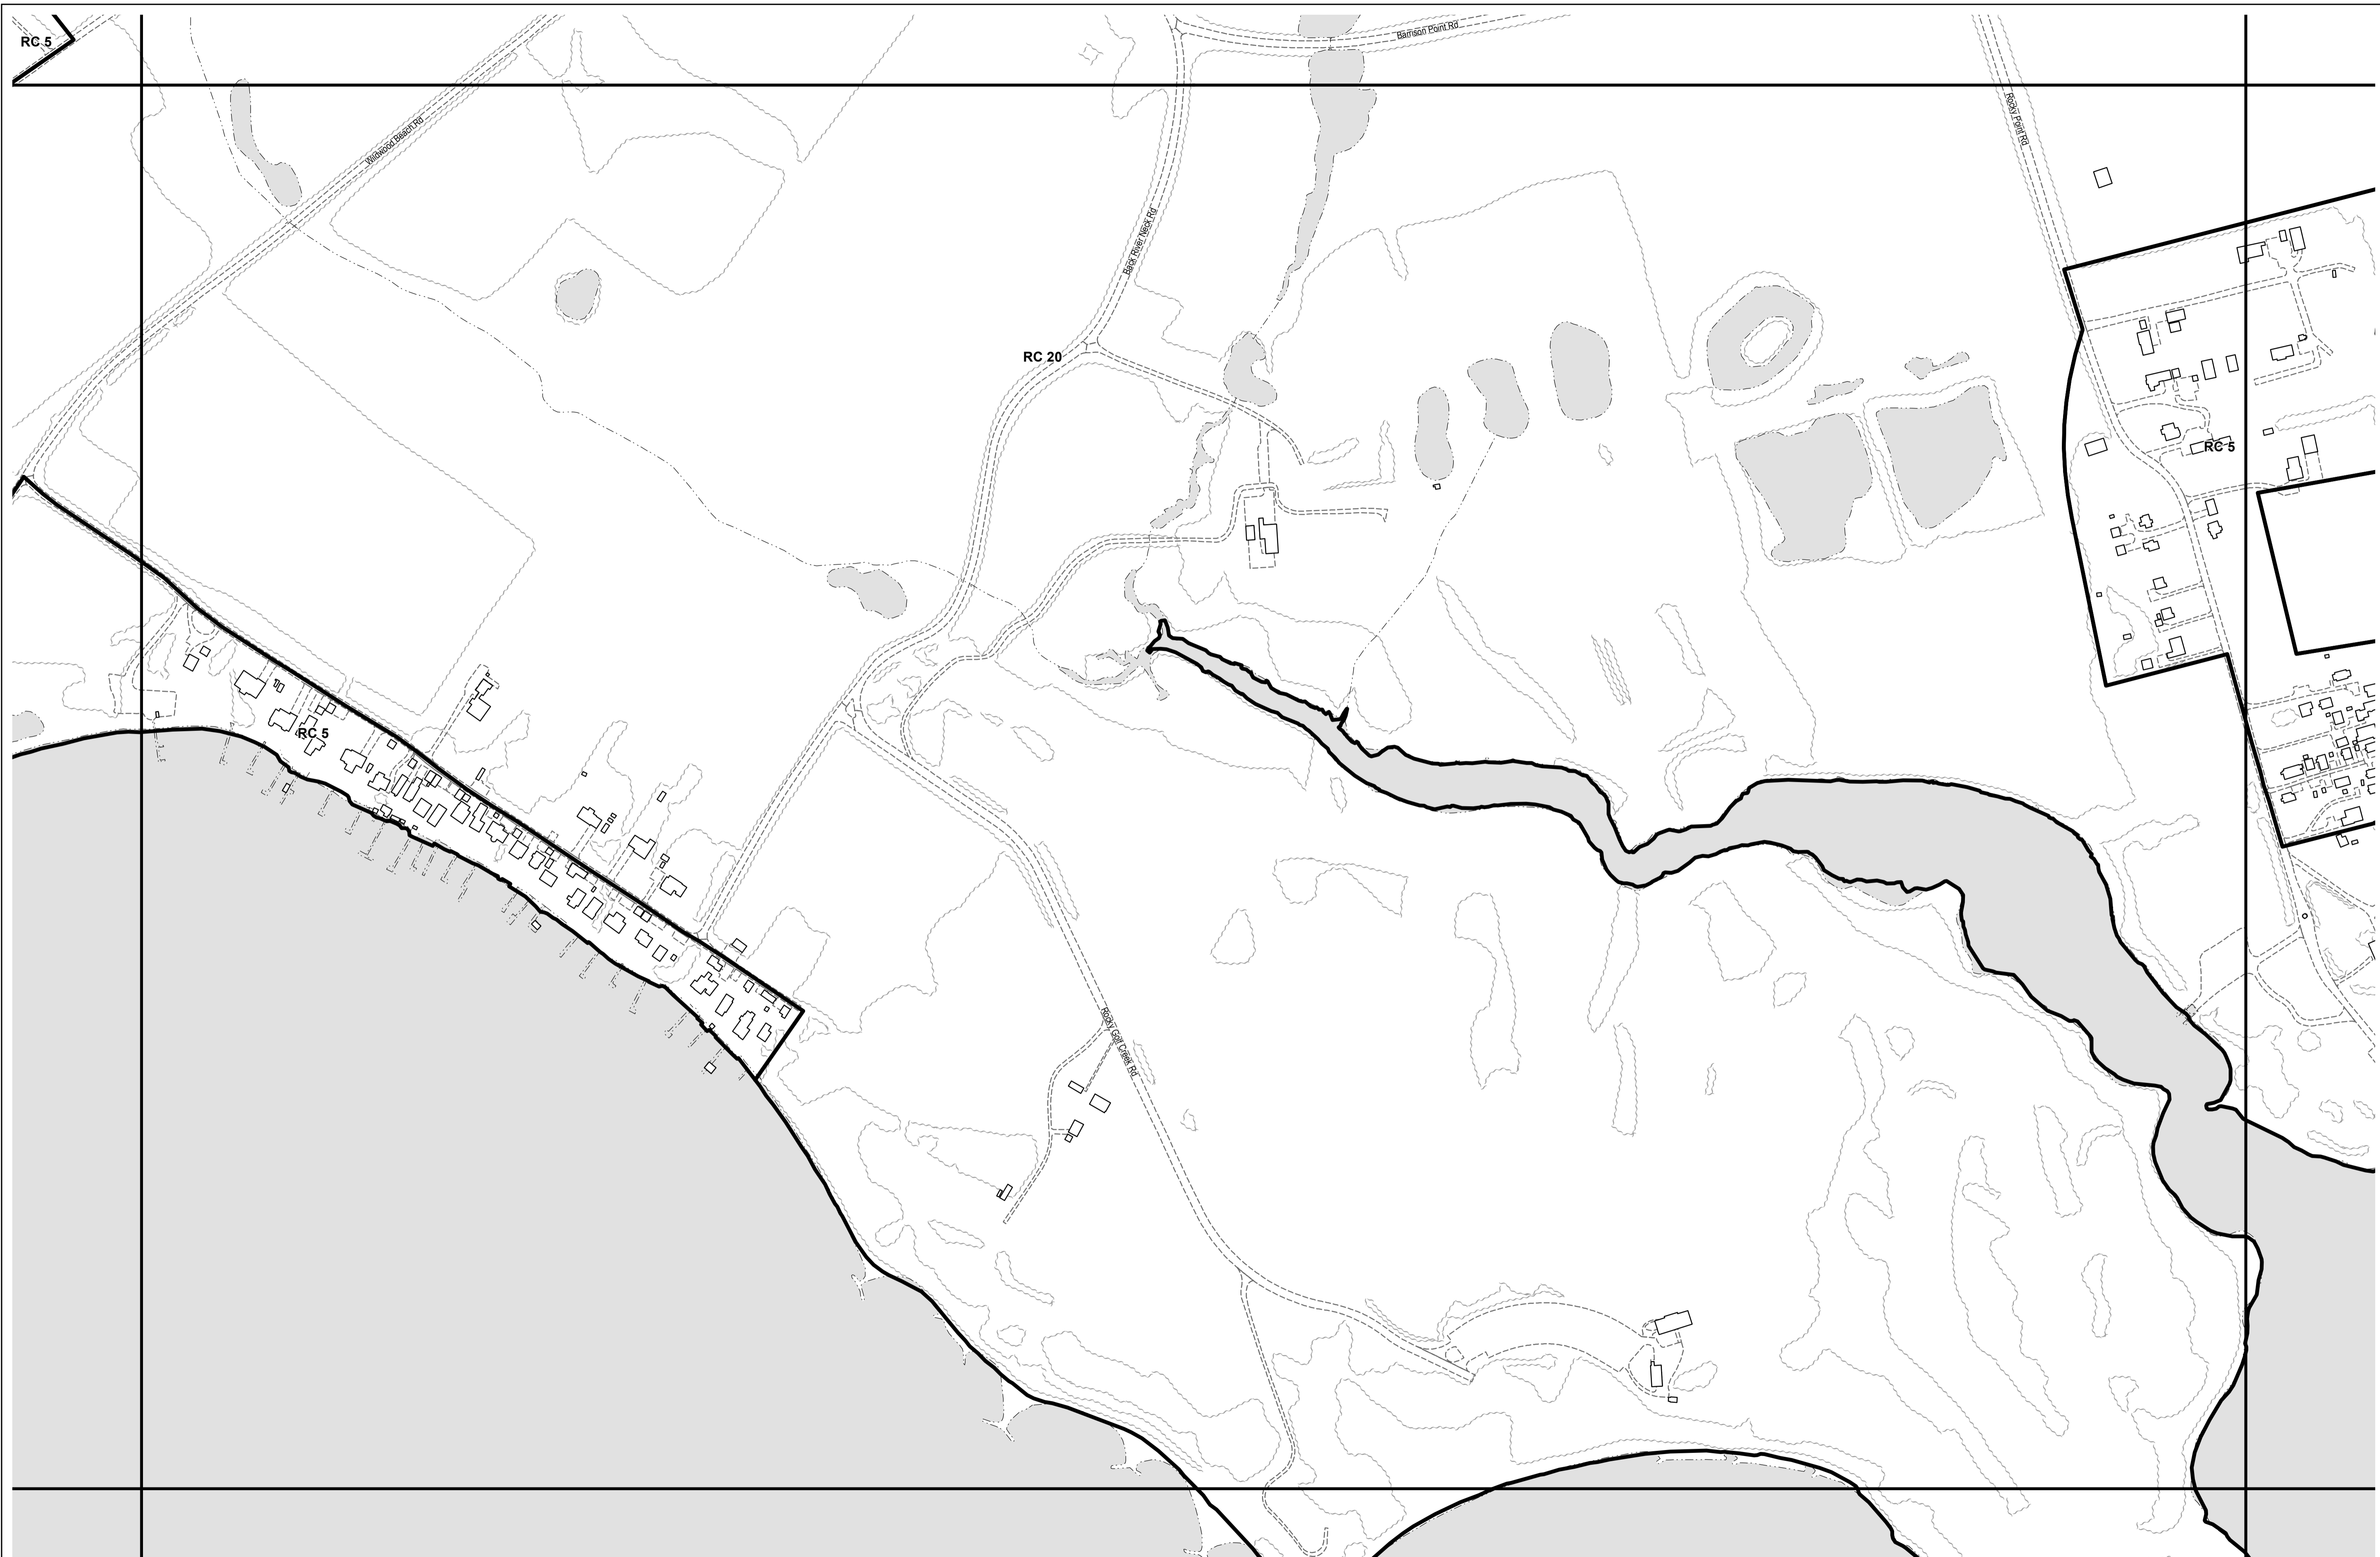 RC 5
Barrison Point Rd
Wildwood Beach Rd
Rocky Point Rd
Back River Neck Rd
RC 20
RC 5
RC 5
Rocky Golf Creek Rd